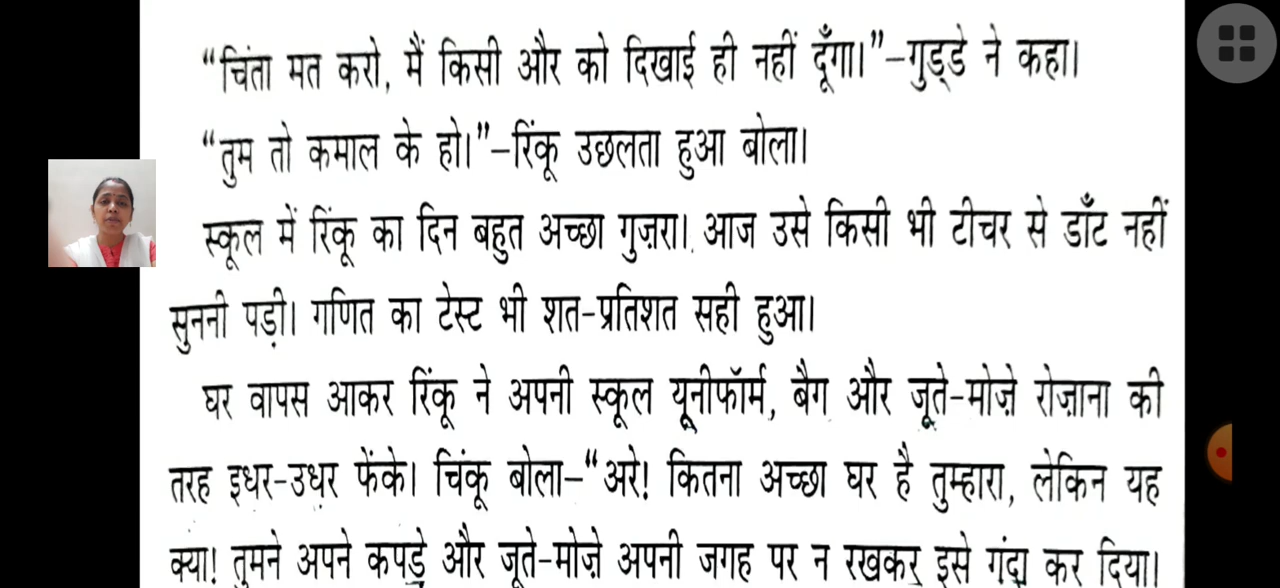 “चिंता मत करो, मैं किसी और को दिखाई ही नहीं दूँगा।”–गुड्डे ने कहा।
“तुम तो कमाल के हो।”–रिंकू उछलता हुआ बोला।
स्कूल में रिंकू का दिन बहुत अच्छा गुज़रा। आज उसे किसी भी टीचर से डाँट नहीं
सुननी पड़ी। गणित का टेस्ट भी शत-प्रतिशत सही हुआ।
घर वापस आकर रिंकू ने अपनी स्कूल यूनीफॉर्म, बैग और जूते-मोज़े रोज़ाना की
तरह इधर-उधर फेंके। चिंकू बोला–“अरे! कितना अच्छा घर है तुम्हारा, लेकिन यह
क्या! तुमने अपने कपड़े और जूते-मोज़े अपनी जगह पर न रखकर इसे गंदा कर दिया।